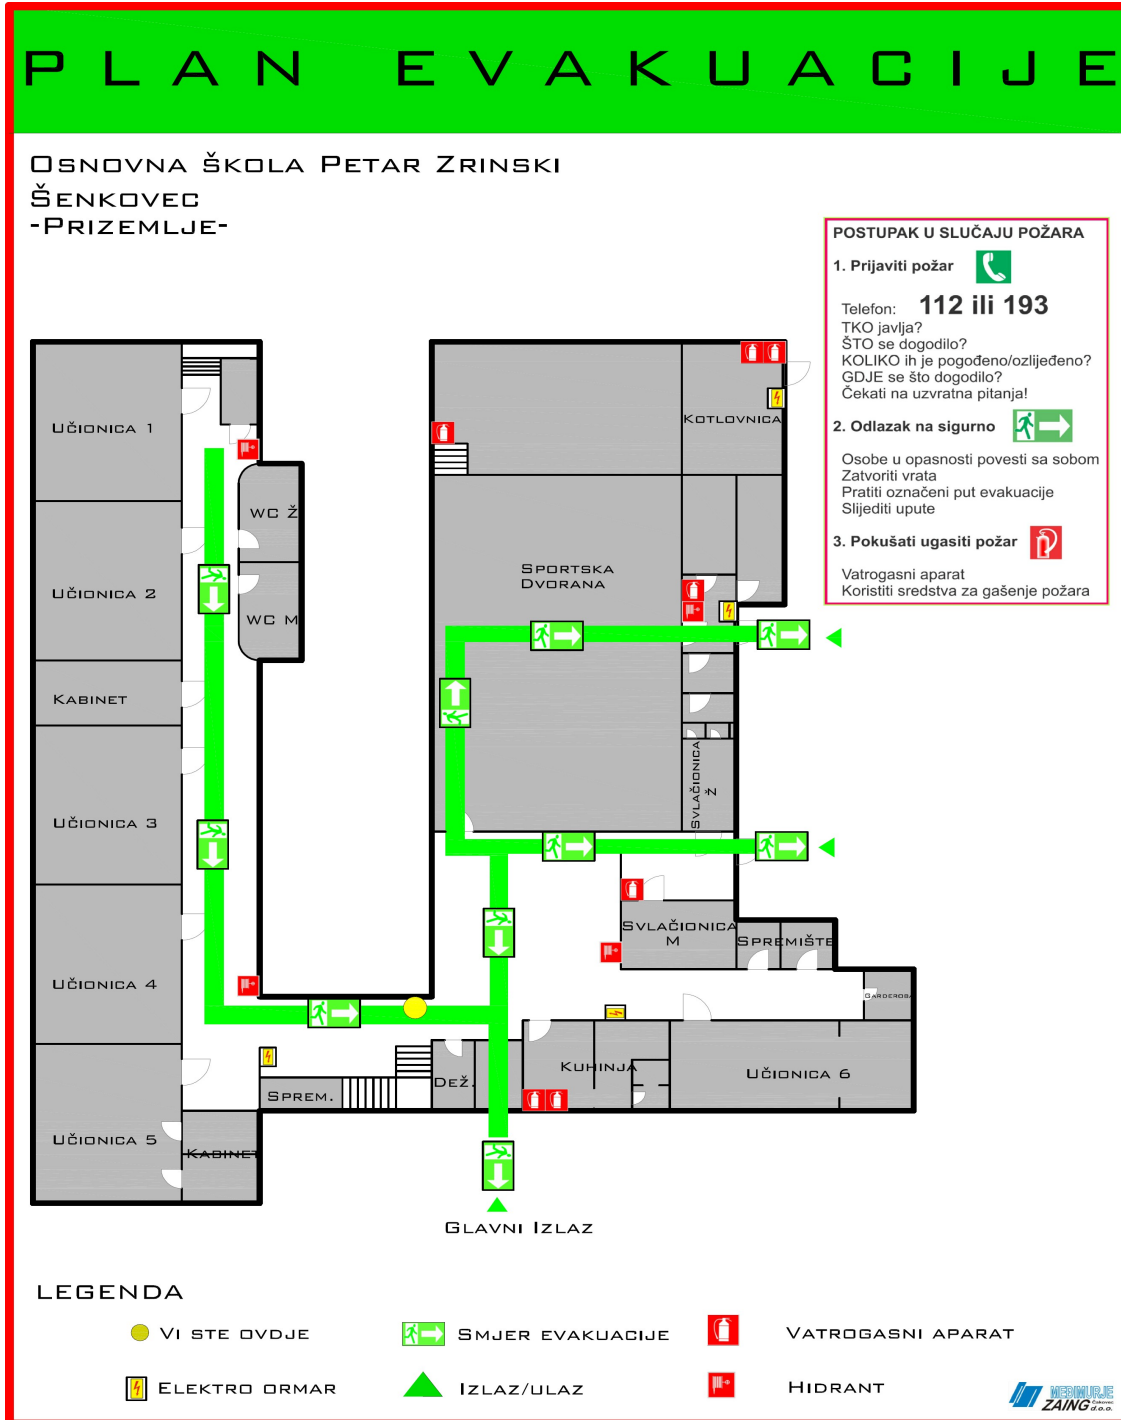 PLAN EVAKUACIJE
OSNOVNA ŠKOLA PETAR ZRINSKI
ŠENKOVEC
-PRIZEMLJE-
POSTUPAK U SLUČAJU POŽARA
1. Prijaviti požar
Telefon: 112 ili 193
TKO javlja?
ŠTO se dogodilo?
KOLIKO ih je pogođeno/ozlijeđeno?
GDJE se što dogodilo?
Čekati na uzvratna pitanja!
2. Odlazak na sigurno
Osobe u opasnosti povesti sa sobom
Zatvoriti vrata
Pratiti označeni put evakuacije
Slijediti upute
3. Pokušati ugasiti požar
Vatrogasni aparat
Koristiti sredstva za gašenje požara
UČIONICA 1
KOTLOVNICA
WC Ž
UČIONICA 2
SPORTSKA
DVORANA
WC M
KABINET
UČIONICA 3
SVLAČIONICA
Ž
SVLAČIONICA
M
SPREMIŠTE
UČIONICA 4
GARDEROBA
KUHINJA
UČIONICA 6
DEŽ.
SPREM.
UČIONICA 5
KABINET
GLAVNI IZLAZ
LEGENDA
VI STE OVDJE
SMJER EVAKUACIJE
VATROGASNI APARAT
ELEKTRO ORMAR
IZLAZ/ULAZ
HIDRANT
MEĐIMURJE
ZAING Čakovec d.o.o.